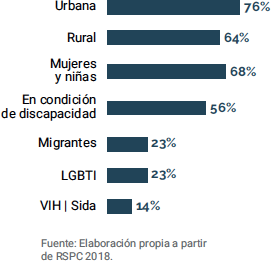 Urbana 76%
Rural 64%
Mujeres
y niñas 68%
En condición
de discapacidad 56%
Migrantes 23%
LGBTI 23%
VIH | Sida 14%
Fuente: Elaboración propia a partir
de RSPC 2018.